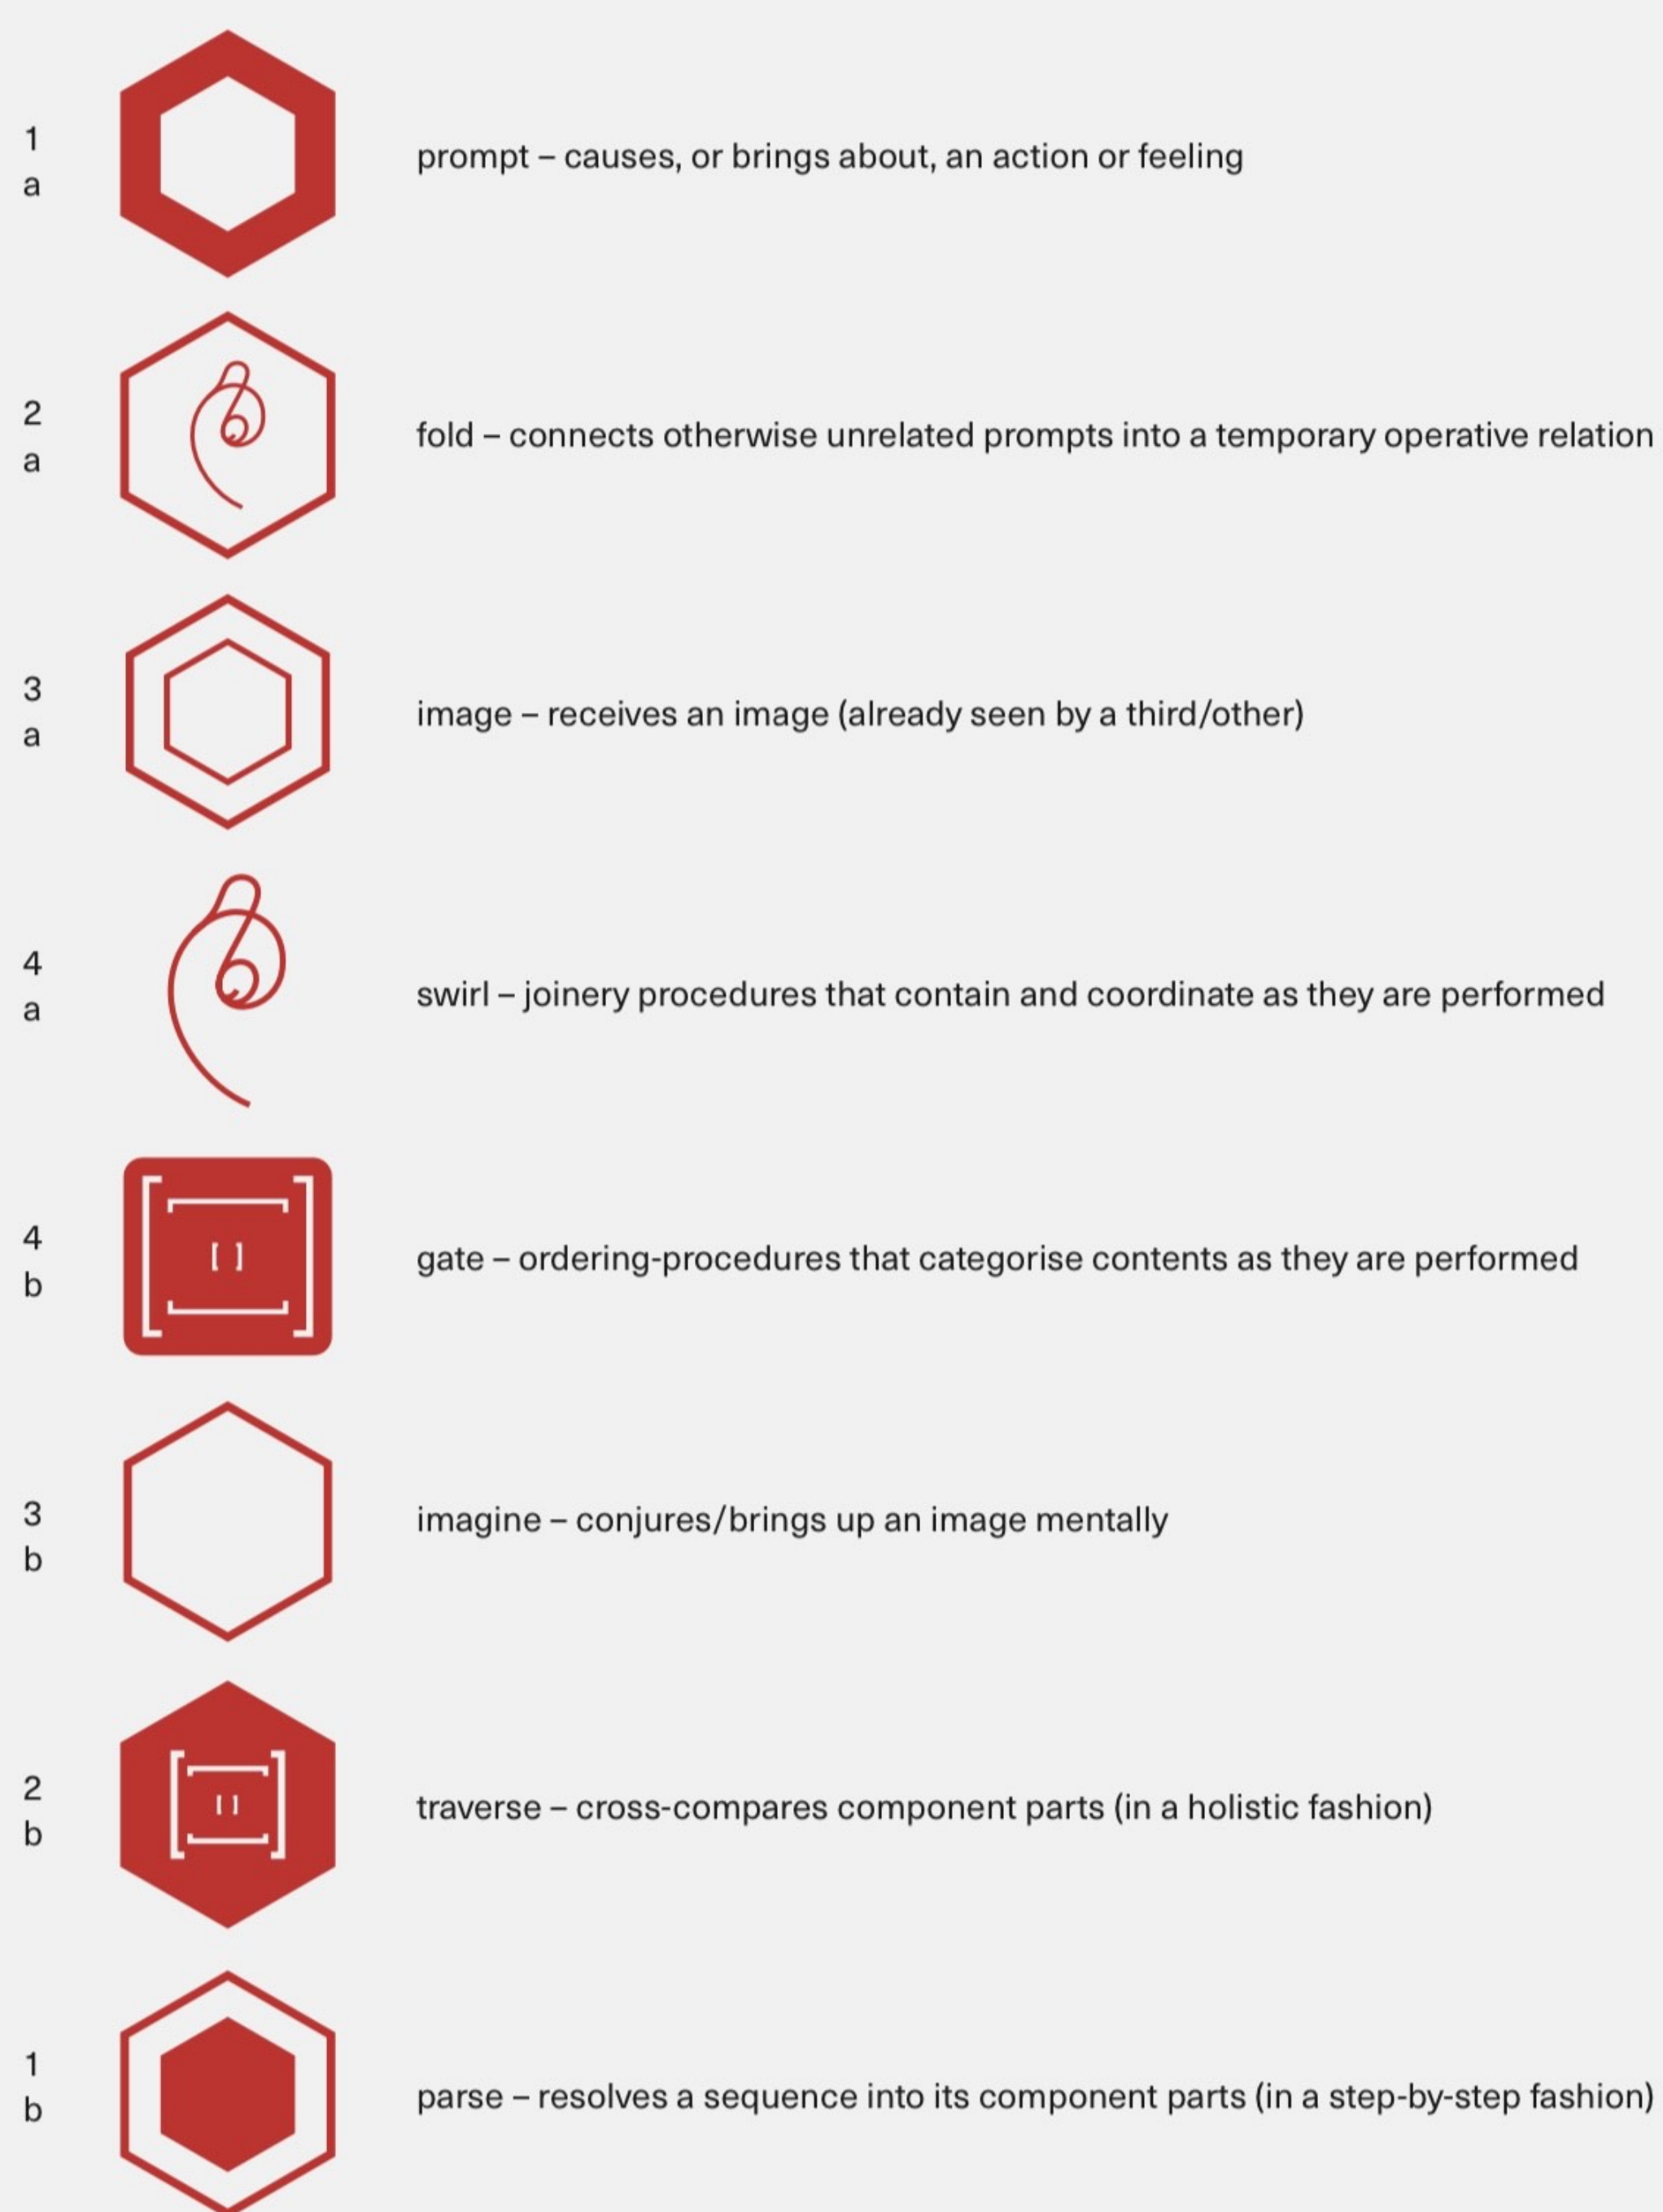 1
a
prompt – causes, or brings about, an action or feeling
2
a
fold – connects otherwise unrelated prompts into a temporary operative relation
3
a
image – receives an image (already seen by a third/other)
4
a
swirl – joinery procedures that contain and coordinate as they are performed
4
b
gate – ordering-procedures that categorise contents as they are performed
3
b
imagine – conjures/brings up an image mentally
2
b
traverse – cross-compares component parts (in a holistic fashion)
1
b
parse – resolves a sequence into its component parts (in a step-by-step fashion)